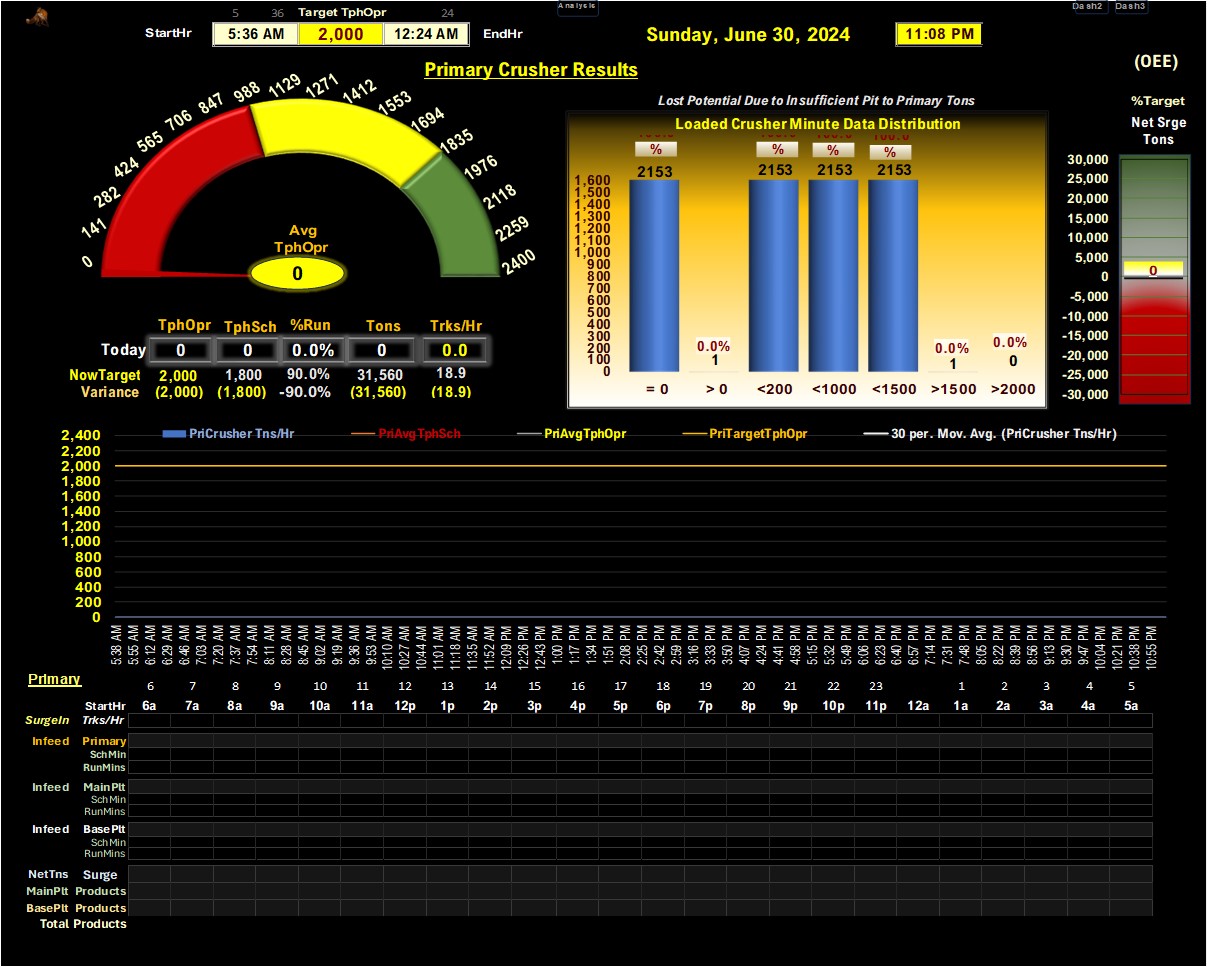 Analysis
Dash2 Dash3
5 36 Target TphOpr 24
StartHr 5:36 AM 2,000 12:24 AM EndHr
Sunday, June 30, 2024
11:08 PM
Primary Crusher Results
(OEE)
%Target
Net Srge
Tons
0 141 282 424 565 706 847 988 1129 1271 1412 1553 1694 1835 1976 2118 2259 2400
Avg
TphOpr
0
Lost Potential Due to Insufficient Pit to Primary Tons
Loaded Crusher Minute Data Distribution
% % % %
2153 2153 2153 2153
1,600
1,500
1,400
1,300
1,200
1,100
1,000
900
800
700
600
500
400
300
200
100
0
0.0% 0.0% 0.0%
1 1 0
= 0 > 0 <200 <1000 <1500 >1500 >2000
30,000
25,000
20,000
15,000
10,000
5,000
0 0
-5,000
-10,000
-15,000
-20,000
-25,000
-30,000
TphOpr TphSch %Run Tons Trks/Hr
Today 0 0 0.0% 0 0.0
NowTarget 2,000 1,800 90.0% 31,560 18.9
Variance (2,000) (1,800) -90.0% (31,560) (18.9)
PriCrusher Tns/Hr PriAvgTphSch PriAvgTphOpr PriTargetTphOpr 30 per. Mov. Avg. (PriCrusher Tns/Hr)
2,400
2,200
2,000
1,800
1,600
1,400
1,200
1,000
800
600
400
200
0
5:38 AM 5:55 AM 6:12 AM 6:29 AM 6:46 AM 7:03 AM 7:20 AM 7:37 AM 7:54 AM 8:11 AM 8:28 AM 8:45 AM 9:02 AM 9:19 AM 9:36 AM 9:53 AM 10:10 AM 10:27 AM 10:44 AM 11:01 AM 11:18 AM 11:35 AM 11:52 AM 12:09 PM 12:26 PM 12:43 PM 1:00 PM 1:17 PM 1:34 PM 1:51 PM 2:08 PM 2:25 PM 2:42 PM 2:59 PM 3:16 PM 3:33 PM 3:50 PM 4:07 PM 4:24 PM 4:41 PM 4:58 PM 5:15 PM 5:32 PM 5:49 PM 6:06 PM 6:23 PM 6:40 PM 6:57 PM 7:14 PM 7:31 PM 7:48 PM 8:05 PM 8:22 PM 8:39 PM 8:56 PM 9:13 PM 9:30 PM 9:47 PM 10:04 PM 10:21 PM 10:38 PM 10:55 PM
Primary
6 7 8 9 10 11 12 13 14 15 16 17 18 19 20 21 22 23 1 2 3 4 5
StartHr 6a 7a 8a 9a 10a 11a 12p 1p 2p 3p 4p 5p 6p 7p 8p 9p 10p 11p 12a 1a 2a 3a 4a 5a
SurgeIn Trks/Hr
Infeed Primary
SchMin
RunMins
Infeed MainPlt
SchMin
RunMins
Infeed BasePlt
SchMin
RunMins
NetTns Surge
MainPlt Products
BasePlt Products
Total Products